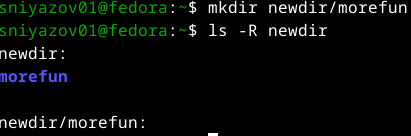 sniyazov01@fedora:~$ mkdir newdir/morefun
sniyazov01@fedora:~$ ls -R newdir
newdir:
morefun
newdir/morefun: